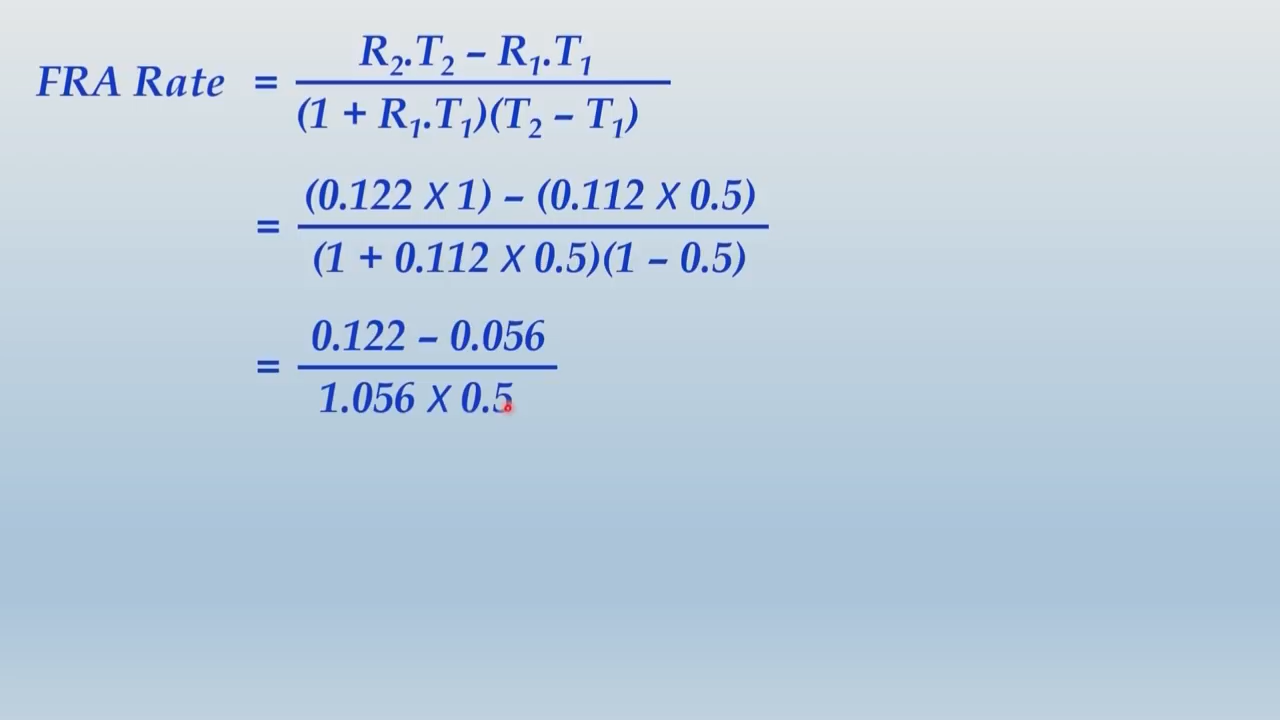 R₂.T₂ – R₁.T₁
FRA Rate =
(1 + R₁.T₁)(T₂ – T₁)
(0.122 X 1) – (0.112 X 0.5)
=
(1 + 0.112 X 0.5)(1 – 0.5)
0.122 – 0.056
=
1.056 X 0.5